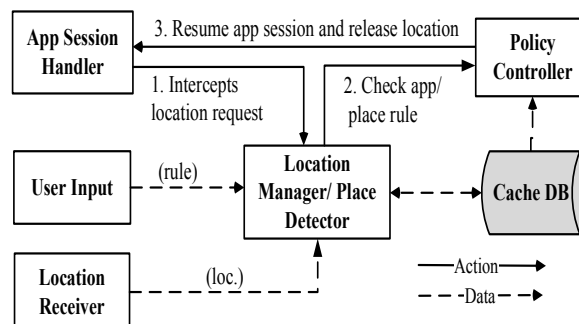 3. Resume app session and release location
App Session
Handler
Policy
Controller
1. Intercepts
location request
2. Check app/
place rule
User Input
(rule)
Location
Manager/ Place
Detector
Cache DB
Location
Receiver
(loc.)
Action
Data